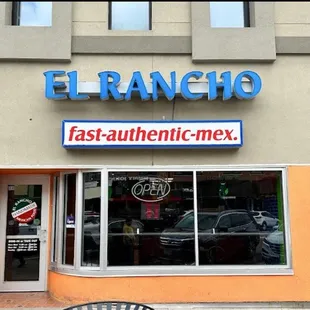 EL RANCHO
fast-authentic-mex.
OPEN